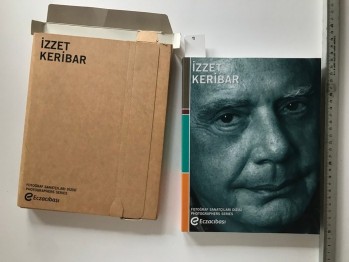 İZZET
KERİBAR
FOTOĞRAF SANATÇILARI DİZİSİ
PHOTOGRAPHERS SERIES
Eczacıbaşı
İZZET
KERİBAR
FOTOĞRAF SANATÇILARI DİZİSİ
PHOTOGRAPHERS SERIES
Eczacıbaşı